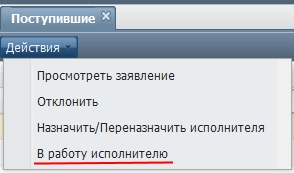 Поступившие
Действия
Просмотреть заявление
Отклонить
Назначить/Переназначить исполнителя
В работу исполнителю